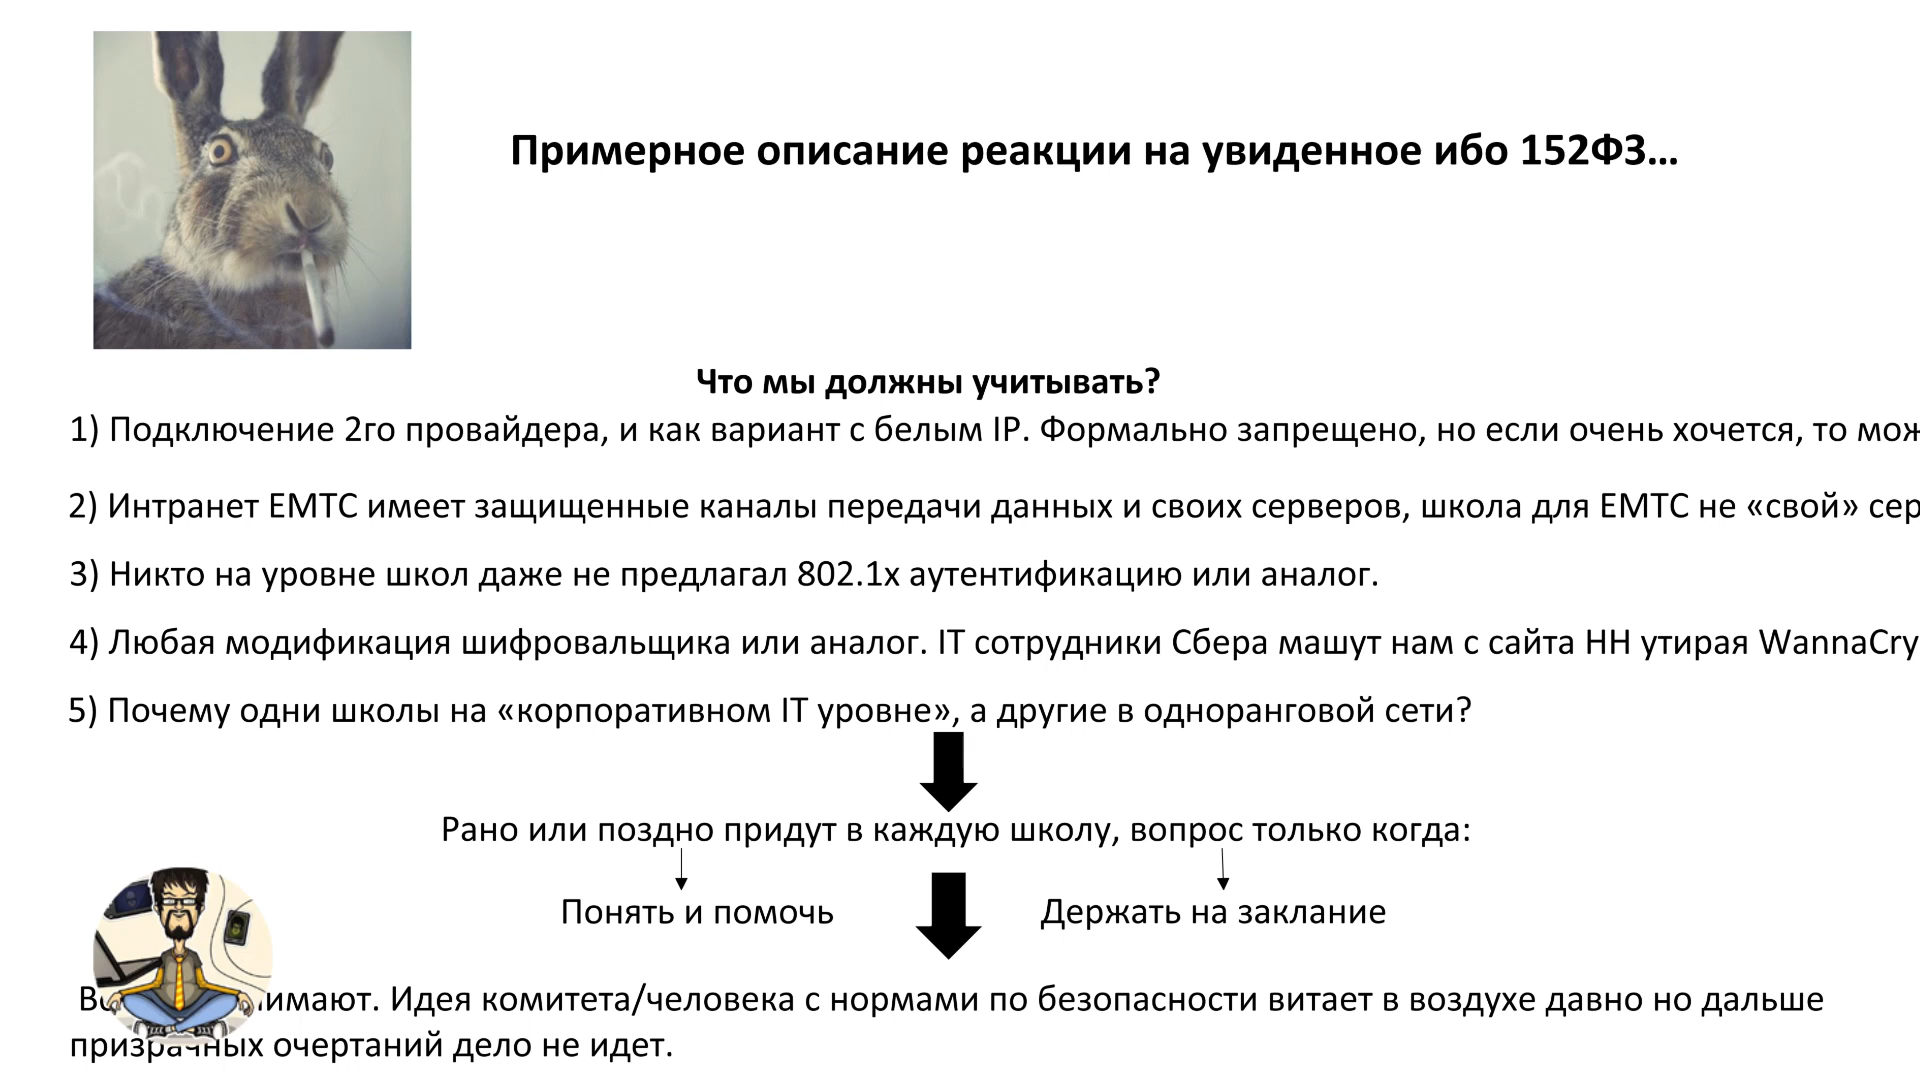 Примерное описание реакции на увиденное ибо 152ФЗ...
Что мы должны учитывать?
1) Подключение 2го провайдера, и как вариант с белым IP. Формально запрещено, но если очень хочется, то
2) Интранет ЕМТС имеет защищенные каналы передачи данных и своих серверов, школа для ЕМТС не «свой»
3) Никто на уровне школ даже не предлагал 802.1х аутентификацию или аналог.
4) Любая модификация шифровальщика или аналог. IT сотрудники Сбера машут нам с сайта HH утирая WannaCry
5) Почему одни школы на «корпоративном IT уровне», а другие в одноранговой сети?
Рано или поздно придут в каждую школу, вопрос только когда:
Понять и помочь Держать на заклание
Идея комитета/человека с нормами по безопасности витает в воздухе давно но дальше
призрачных очертаний дело не идет.